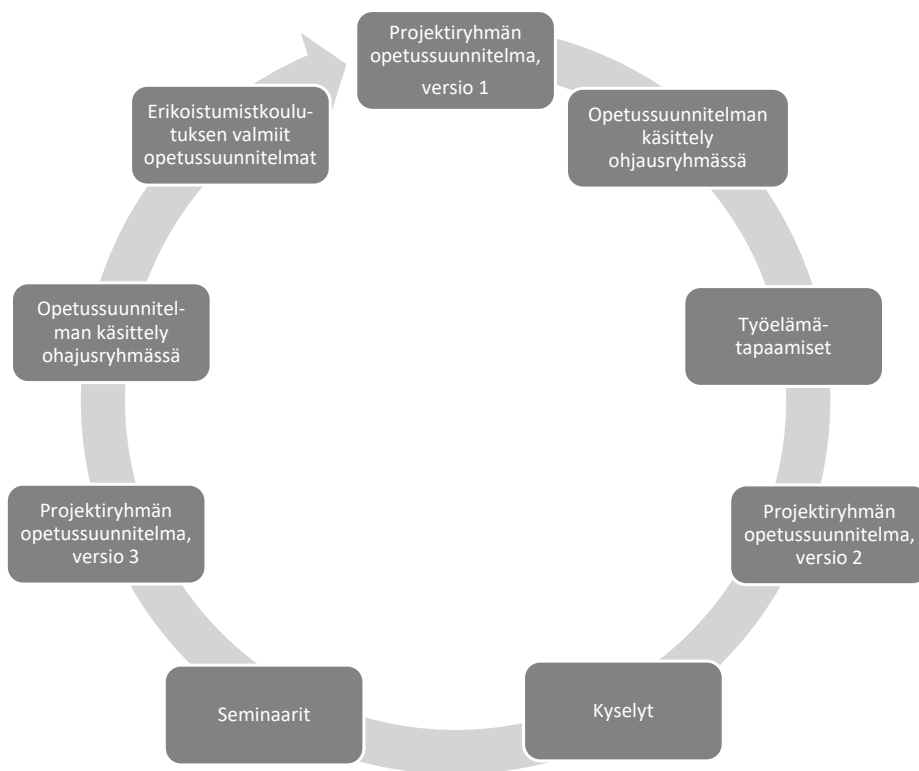 Projektiryhmän
opetussuunnitelma,
versio 1
Opetussuunnitelman
käsittely
ohjausryhmässä
Työelämä-
tapaamiset
Projektiryhmän
opetussuunnitelma,
versio 2
Kyselyt
Seminaarit
Projektiryhmän
opetussuunnitelma,
versio 3
Opetussuunnitel-
man käsittely
ohajusryhmässä
Erikoistumistkoulu-
tuksen valmiit
opetussuunnitelmat